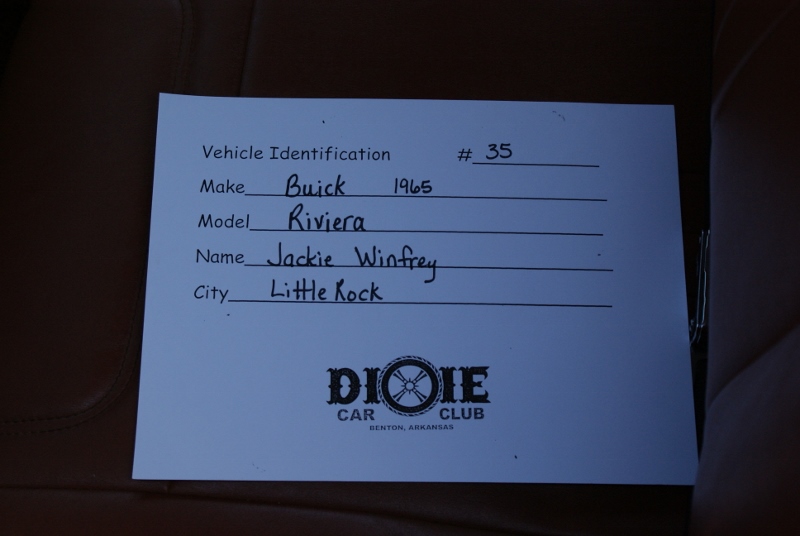 Vehicle Identification # 35
Make Buick 1965
Model Riviera
Name Jackie Winfrey
City Little Rock
DIXIE
CAR CLUB
BENTON, ARKANSAS